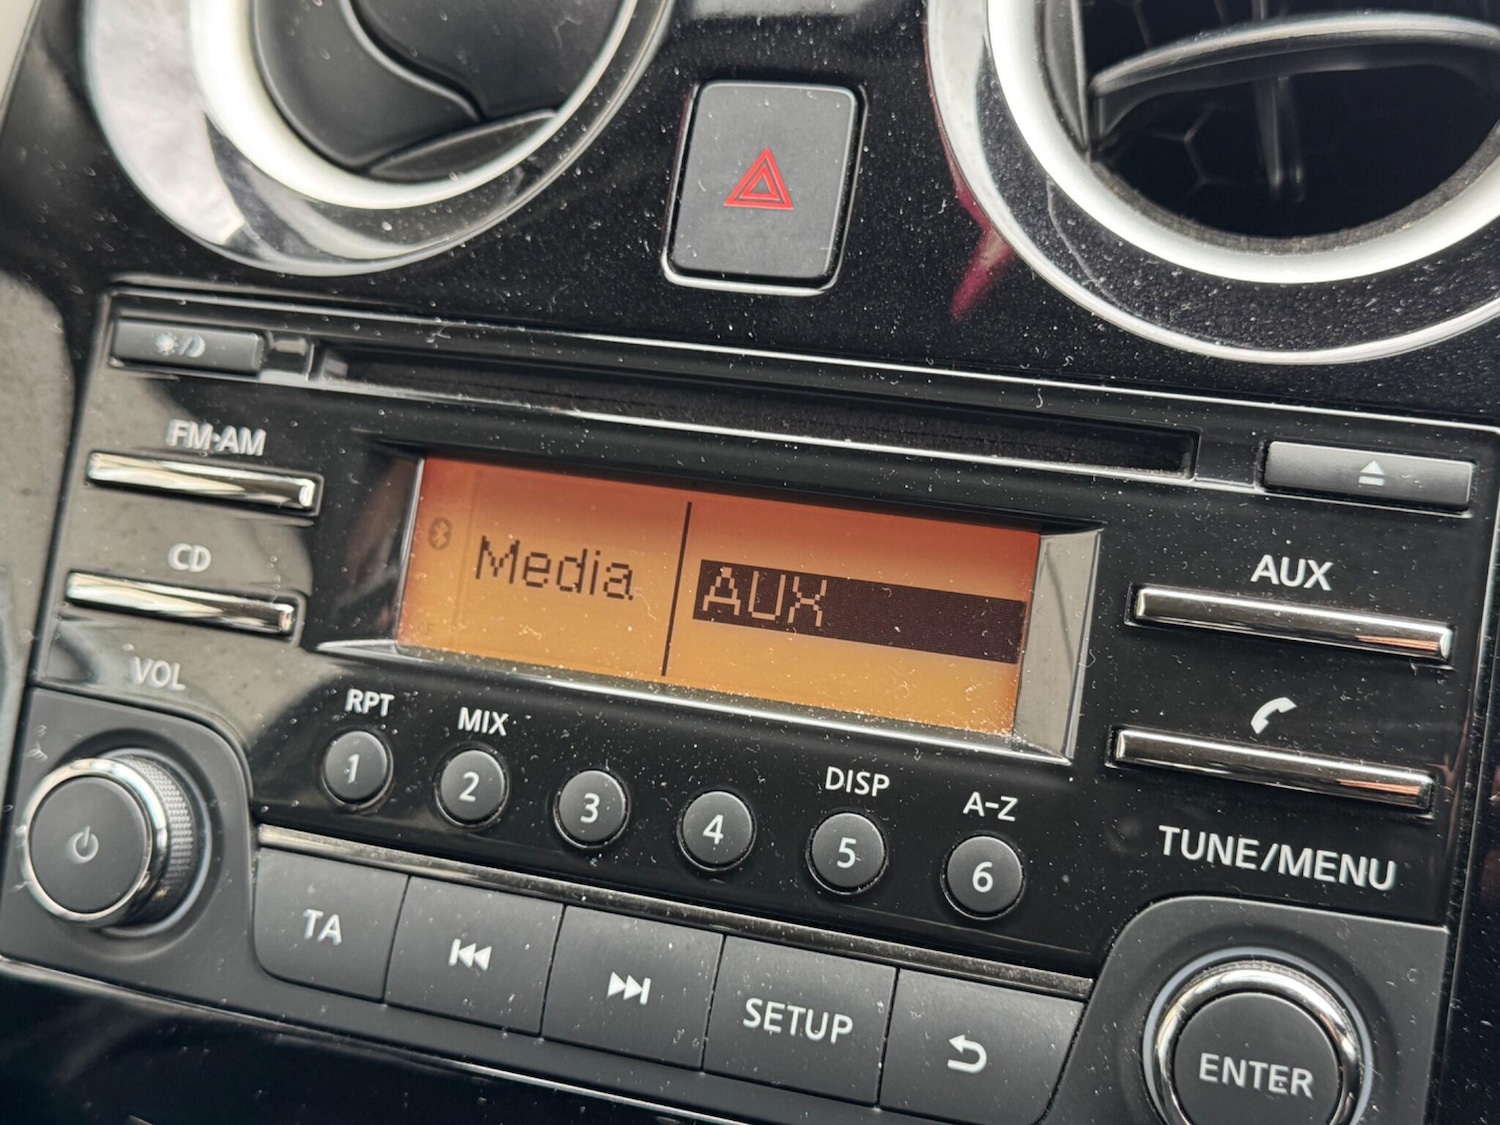 FM·AM
CD
VOL
Media AUX
AUX
RPT
MIX
DISP
A-Z
1
2
3
4
5
6
TUNE/MENU
TA
SETUP
ENTER